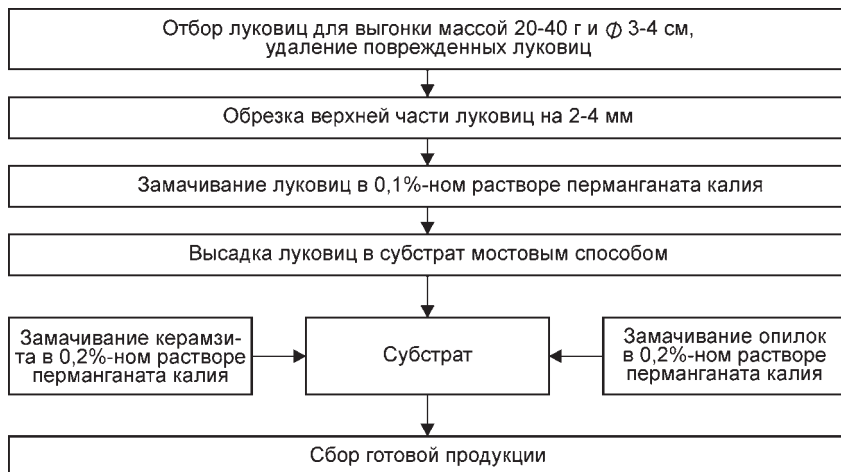 Отбор луковиц для выгонки массой 20-40 г и ⌀ 3-4 см,
удаление поврежденных луковиц
Обрезка верхней части луковиц на 2-4 мм
Замачивание луковиц в 0,1%-ном растворе перманганата калия
Высадка луковиц в субстрат мостовым способом
Замачивание керамзи-
та в 0,2%-ном растворе
перманганата калия
Субстрат
Замачивание опилок
в 0,2%-ном растворе
перманганата калия
Сбор готовой продукции